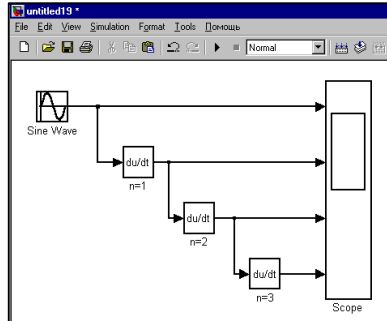 untitled19 *
File Edit View Simulation Format Tools Помощь
Normal
Sine Wave
du/dt
n=1
du/dt
n=2
du/dt
n=3
Scope